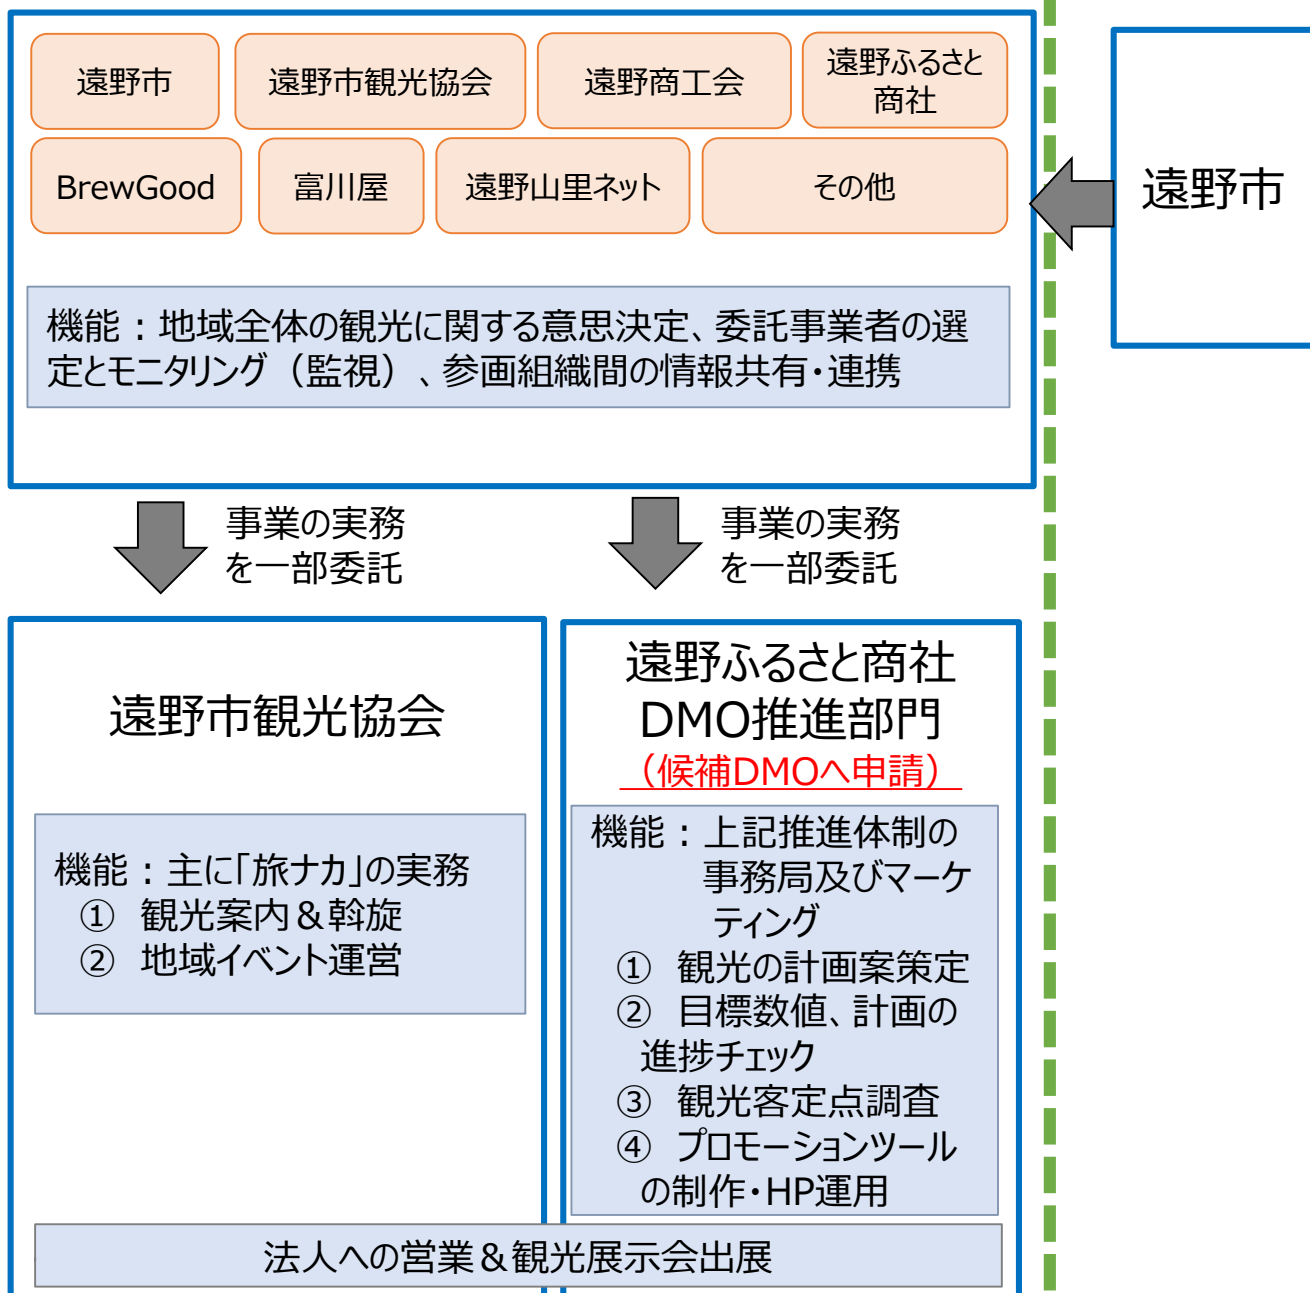 遠野市
遠野市観光協会
遠野商工会
遠野ふるさと
商社
BrewGood
富川屋
遠野山里ネット
その他
遠野市
機能：地域全体の観光に関する意思決定、委託事業者の選
定とモニタリング（監視）、参画組織間の情報共有・連携
事業の実務
を一部委託
事業の実務
を一部委託
遠野市観光協会
機能：主に「旅ナカ」の実務
① 観光案内＆斡旋
② 地域イベント運営
遠野ふるさと商社
DMO推進部門
（候補DMOへ申請）
機能：上記推進体制の
事務局及びマーケ
ティング
① 観光の計画案策定
② 目標数値、計画の
進捗チェック
③ 観光客定点調査
④ プロモーションツール
の制作・HP運用
法人への営業＆観光展示会出展